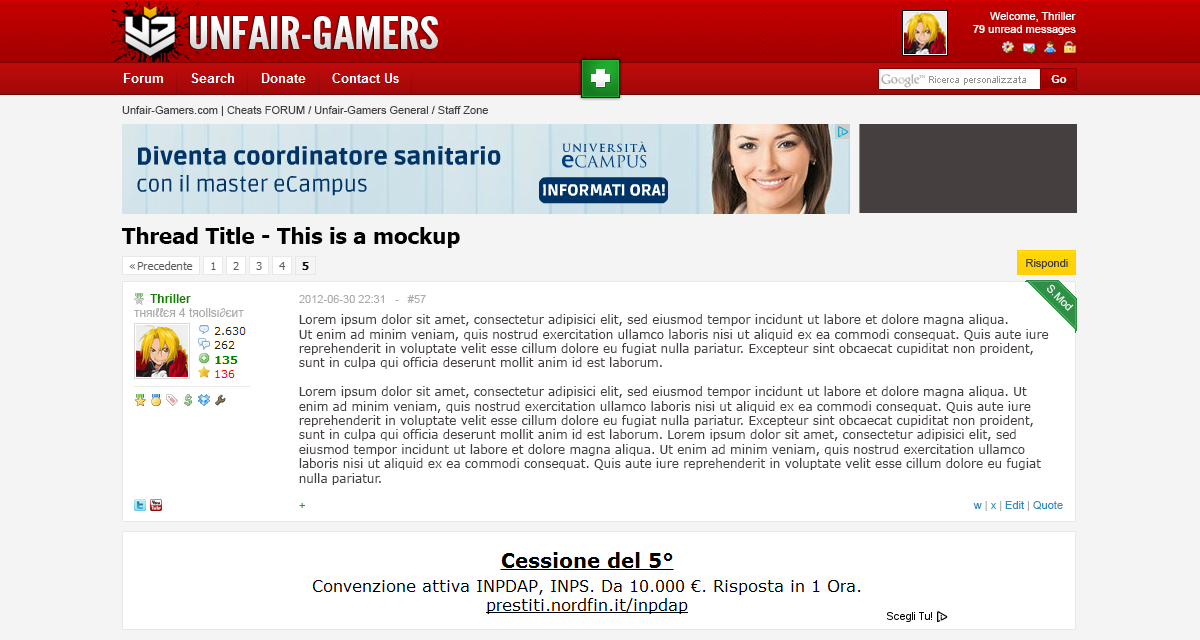 UNFAIR-GAMERS
Welcome, Thriller
79 unread messages
Forum Search Donate Contact Us
Google™ Ricerca personalizzata Go
Unfair-Gamers.com | Cheats FORUM / Unfair-Gamers General / Staff Zone
Diventa coordinatore sanitario
con il master eCampus
UNIVERSITÀ
eCAMPUS
INFORMATI ORA!
Thread Title - This is a mockup
« Precedente 1 2 3 4 5
Rispondi
Thriller
тняιℓℓєя 4 tяollsι∂єит
2.630
262
135
136
S.Mod
2012-06-30 22:31 - #57
Lorem ipsum dolor sit amet, consectetur adipisici elit, sed eiusmod tempor incidunt ut labore et dolore magna aliqua.
Ut enim ad minim veniam, quis nostrud exercitation ullamco laboris nisi ut aliquid ex ea commodi consequat. Quis aute iure
reprehenderit in voluptate velit esse cillum dolore eu fugiat nulla pariatur. Excepteur sint obcaecat cupiditat non proident,
sunt in culpa qui officia deserunt mollit anim id est laborum.
Lorem ipsum dolor sit amet, consectetur adipisici elit, sed eiusmod tempor incidunt ut labore et dolore magna aliqua. Ut
enim ad minim veniam, quis nostrud exercitation ullamco laboris nisi ut aliquid ex ea commodi consequat. Quis aute iure
reprehenderit in voluptate velit esse cillum dolore eu fugiat nulla pariatur. Excepteur sint obcaecat cupiditat non proident,
sunt in culpa qui officia deserunt mollit anim id est laborum. Lorem ipsum dolor sit amet, consectetur adipisici elit, sed
eiusmod tempor incidunt ut labore et dolore magna aliqua. Ut enim ad minim veniam, quis nostrud exercitation ullamco
laboris nisi ut aliquid ex ea commodi consequat. Quis aute iure reprehenderit in voluptate velit esse cillum dolore eu fugiat
nulla pariatur.
+
w | x | Edit | Quote
Cessione del 5°
Convenzione attiva INPDAP, INPS. Da 10.000 €. Risposta in 1 Ora.
prestiti.nordfin.it/inpdap
Scegli Tu!